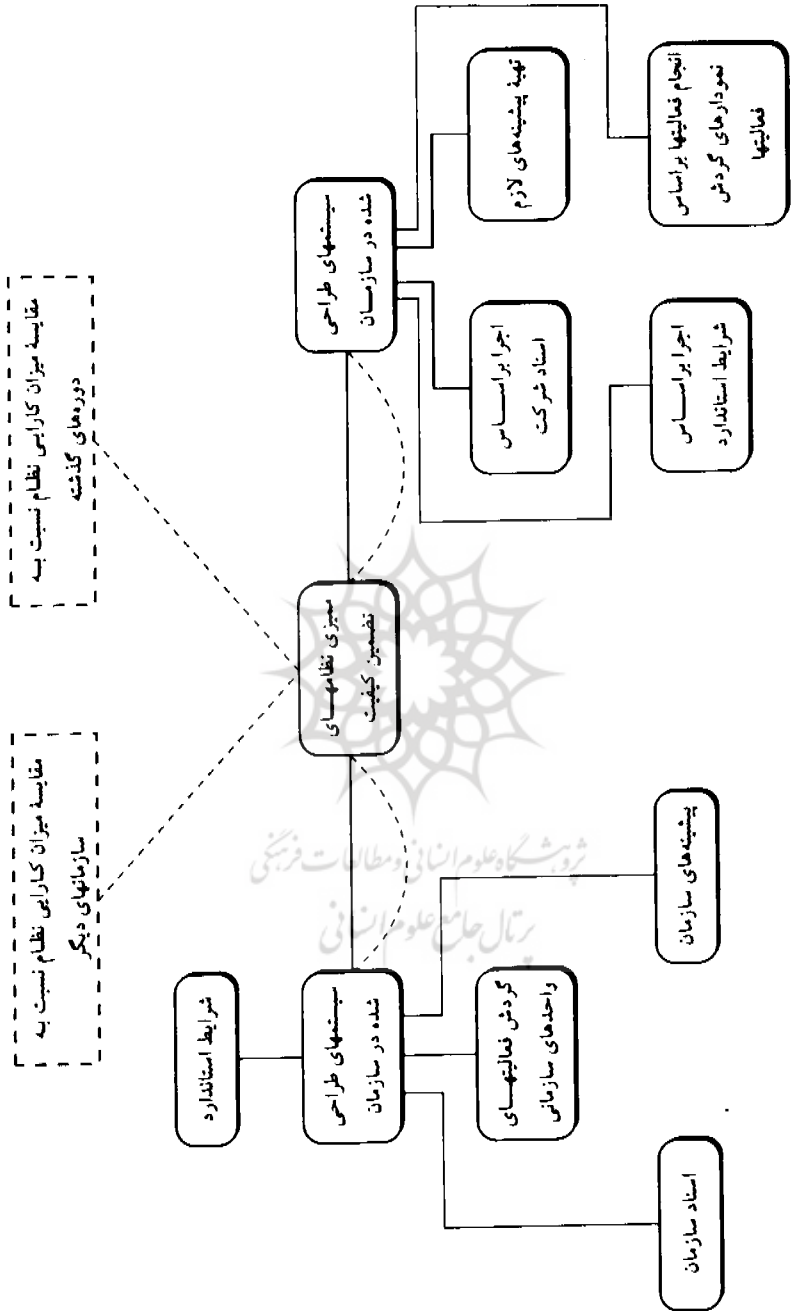 مقایسهٔ میزان کارایی نظام نسبت به
دوره‌های گذشته
مقایسهٔ میزان کارایی نظام نسبت به
سازمانهای دیگر
سیستمهای طراحی
شده در سازمان
ممیزی نظامهای
تضمین کیفیت
شرایط استاندارد
سیستمهای طراحی
شده در سازمان
تهیهٔ پیشینه‌های لازم
اجرا براساس
اسناد شرکت
انجام فعالیتها براساس
نمودارهای گردش
فعالیتها
اجرا براساس
شرایط استاندارد
گردش فعالیتهای
واحدهای سازمانی
پیشینه‌های سازمان
اسناد سازمان
پژوهشگاه علوم انسانی و مطالعات فرهنگی
پرتال جامع علوم انسانی